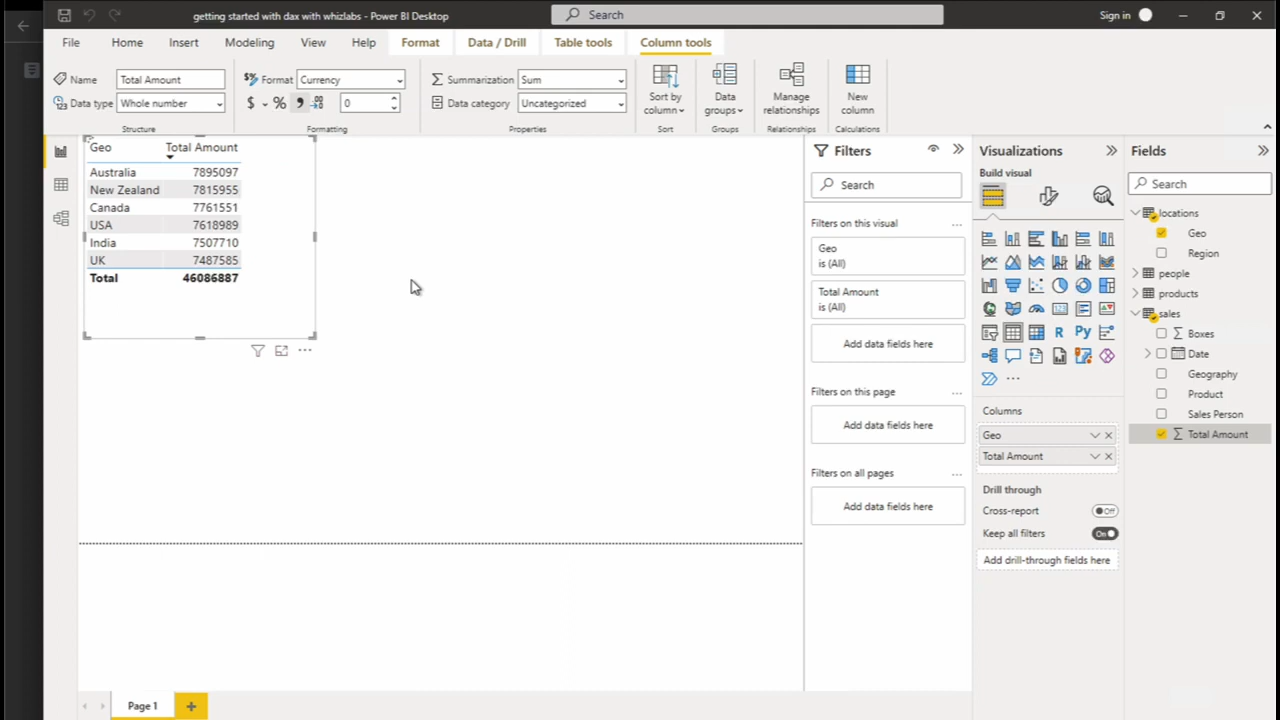 getting started with dax with whizlabs - Power BI Desktop
Search
Sign in
File Home Insert Modeling View Help Format Data / Drill Table tools Column tools
Name Total Amount
Data type Whole number
Structure
Format Currency
$ % 0
Formatting
Summarization Sum
Data category Uncategorized
Properties
Sort by
column
Sort
Data
groups
Groups
Manage
relationships
Relationships
New
column
Calculations
Geo Total Amount
Australia 7895097
New Zealand 7815955
Canada 7761551
USA 7618989
India 7507710
UK 7487585
Total 46086887
Filters
Search
Filters on this visual
Geo
is (All)
Total Amount
is (All)
Add data fields here
Filters on this page
Add data fields here
Filters on all pages
Add data fields here
Visualizations
Build visual
R Py
Columns
Geo
Total Amount
Drill through
Cross-report Off
Keep all filters On
Add drill-through fields here
Fields
Search
locations
Geo
Region
people
products
sales
Boxes
Date
Geography
Product
Sales Person
Total Amount
Page 1